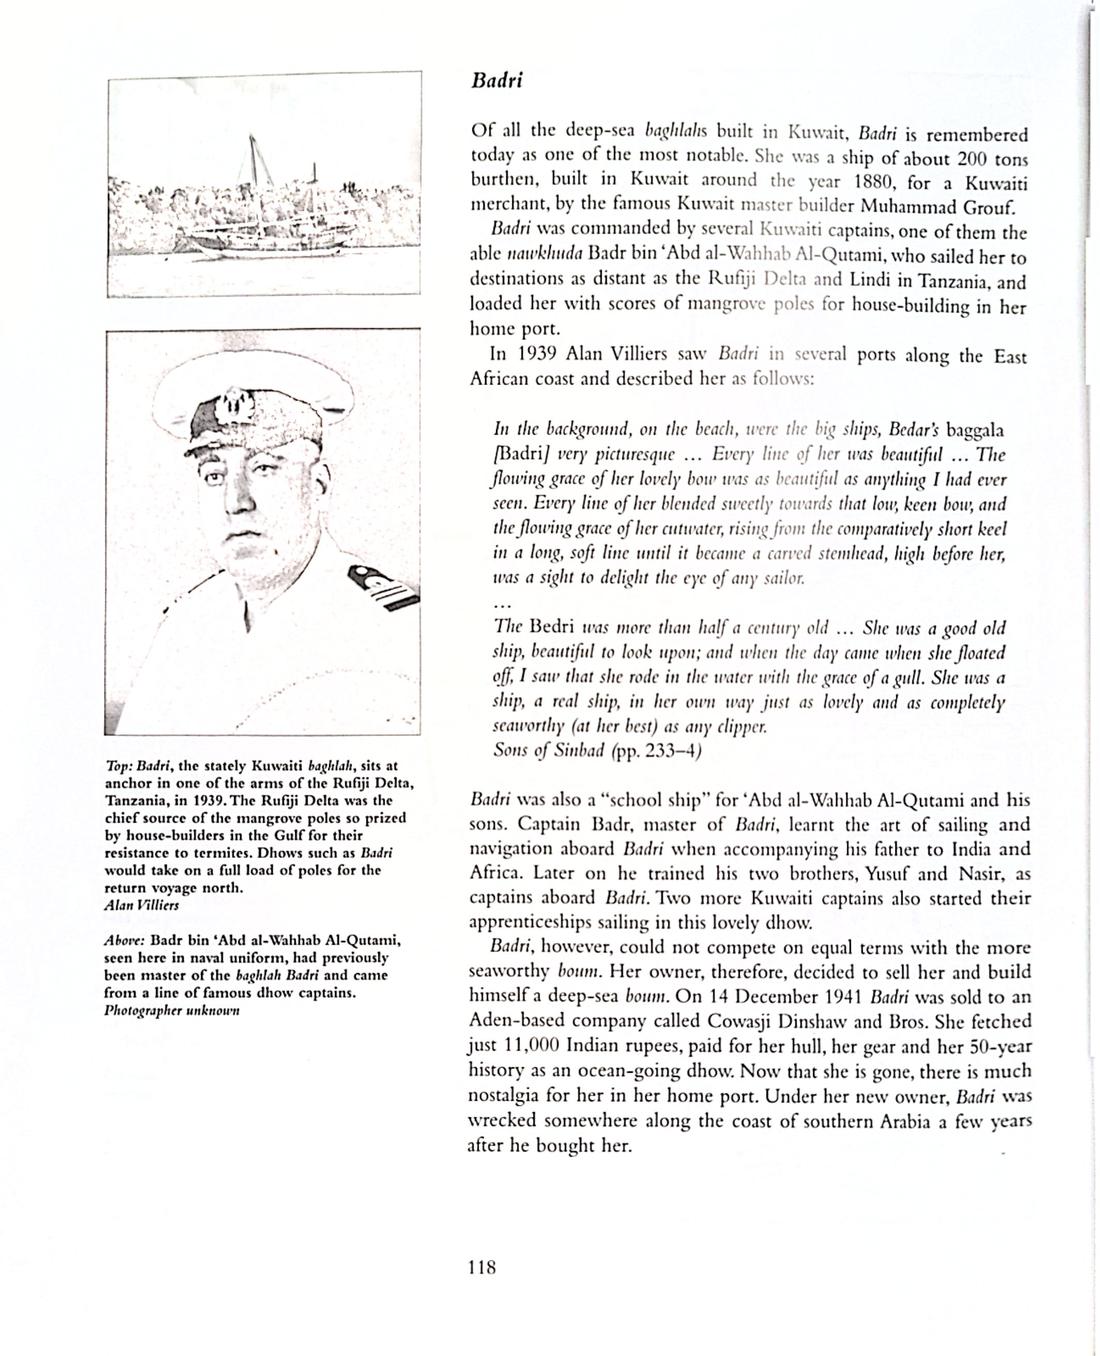 Badri
Of all the deep-sea baghlahs built in Kuwait, Badri is remembered
today as one of the most notable. She was a ship of about 200 tons
burthen, built in Kuwait around the year 1880, for a Kuwaiti
merchant, by the famous Kuwait master builder Muhammad Grouf.
Badri was commanded by several Kuwaiti captains, one of them the
able nawkhuda Badr bin ‘Abd al-Wahhab Al-Qutami, who sailed her to
destinations as distant as the Rufiji Delta and Lindi in Tanzania, and
loaded her with scores of mangrove poles for house-building in her
home port.
In 1939 Alan Villiers saw Badri in several ports along the East
African coast and described her as follows:
In the background, on the beach, were the big ships, Bedar's baggala
[Badri] very picturesque ... Every line of her was beautiful ... The
flowing grace of her lovely bow was as beautiful as anything I had ever
seen. Every line of her blended sweetly towards that low, keen bow, and
the flowing grace of her cutwater, rising from the comparatively short keel
in a long, soft line until it became a carved stemhead, high before her,
was a sight to delight the eye of any sailor.
...
The Bedri was more than half a century old ... She was a good old
ship, beautiful to look upon; and when the day came when she floated
off, I saw that she rode in the water with the grace of a gull. She was a
ship, a real ship, in her own way just as lovely and as completely
seaworthy (at her best) as any clipper.
Sons of Sinbad (pp. 233–4)
Badri was also a “school ship” for ‘Abd al-Wahhab Al-Qutami and his
sons. Captain Badr, master of Badri, learnt the art of sailing and
navigation aboard Badri when accompanying his father to India and
Africa. Later on he trained his two brothers, Yusuf and Nasir, as
captains aboard Badri. Two more Kuwaiti captains also started their
apprenticeships sailing in this lovely dhow.
Badri, however, could not compete on equal terms with the more
seaworthy boum. Her owner, therefore, decided to sell her and build
himself a deep-sea boum. On 14 December 1941 Badri was sold to an
Aden-based company called Cowasji Dinshaw and Bros. She fetched
just 11,000 Indian rupees, paid for her hull, her gear and her 50-year
history as an ocean-going dhow. Now that she is gone, there is much
nostalgia for her in her home port. Under her new owner, Badri was
wrecked somewhere along the coast of southern Arabia a few years
after he bought her.
Top: Badri, the stately Kuwaiti baghlah, sits at
anchor in one of the arms of the Rufiji Delta,
Tanzania, in 1939. The Rufiji Delta was the
chief source of the mangrove poles so prized
by house-builders in the Gulf for their
resistance to termites. Dhows such as Badri
would take on a full load of poles for the
return voyage north.
Alan Villiers
Above: Badr bin ‘Abd al-Wahhab Al-Qutami,
seen here in naval uniform, had previously
been master of the baghlah Badri and came
from a line of famous dhow captains.
Photographer unknown
118